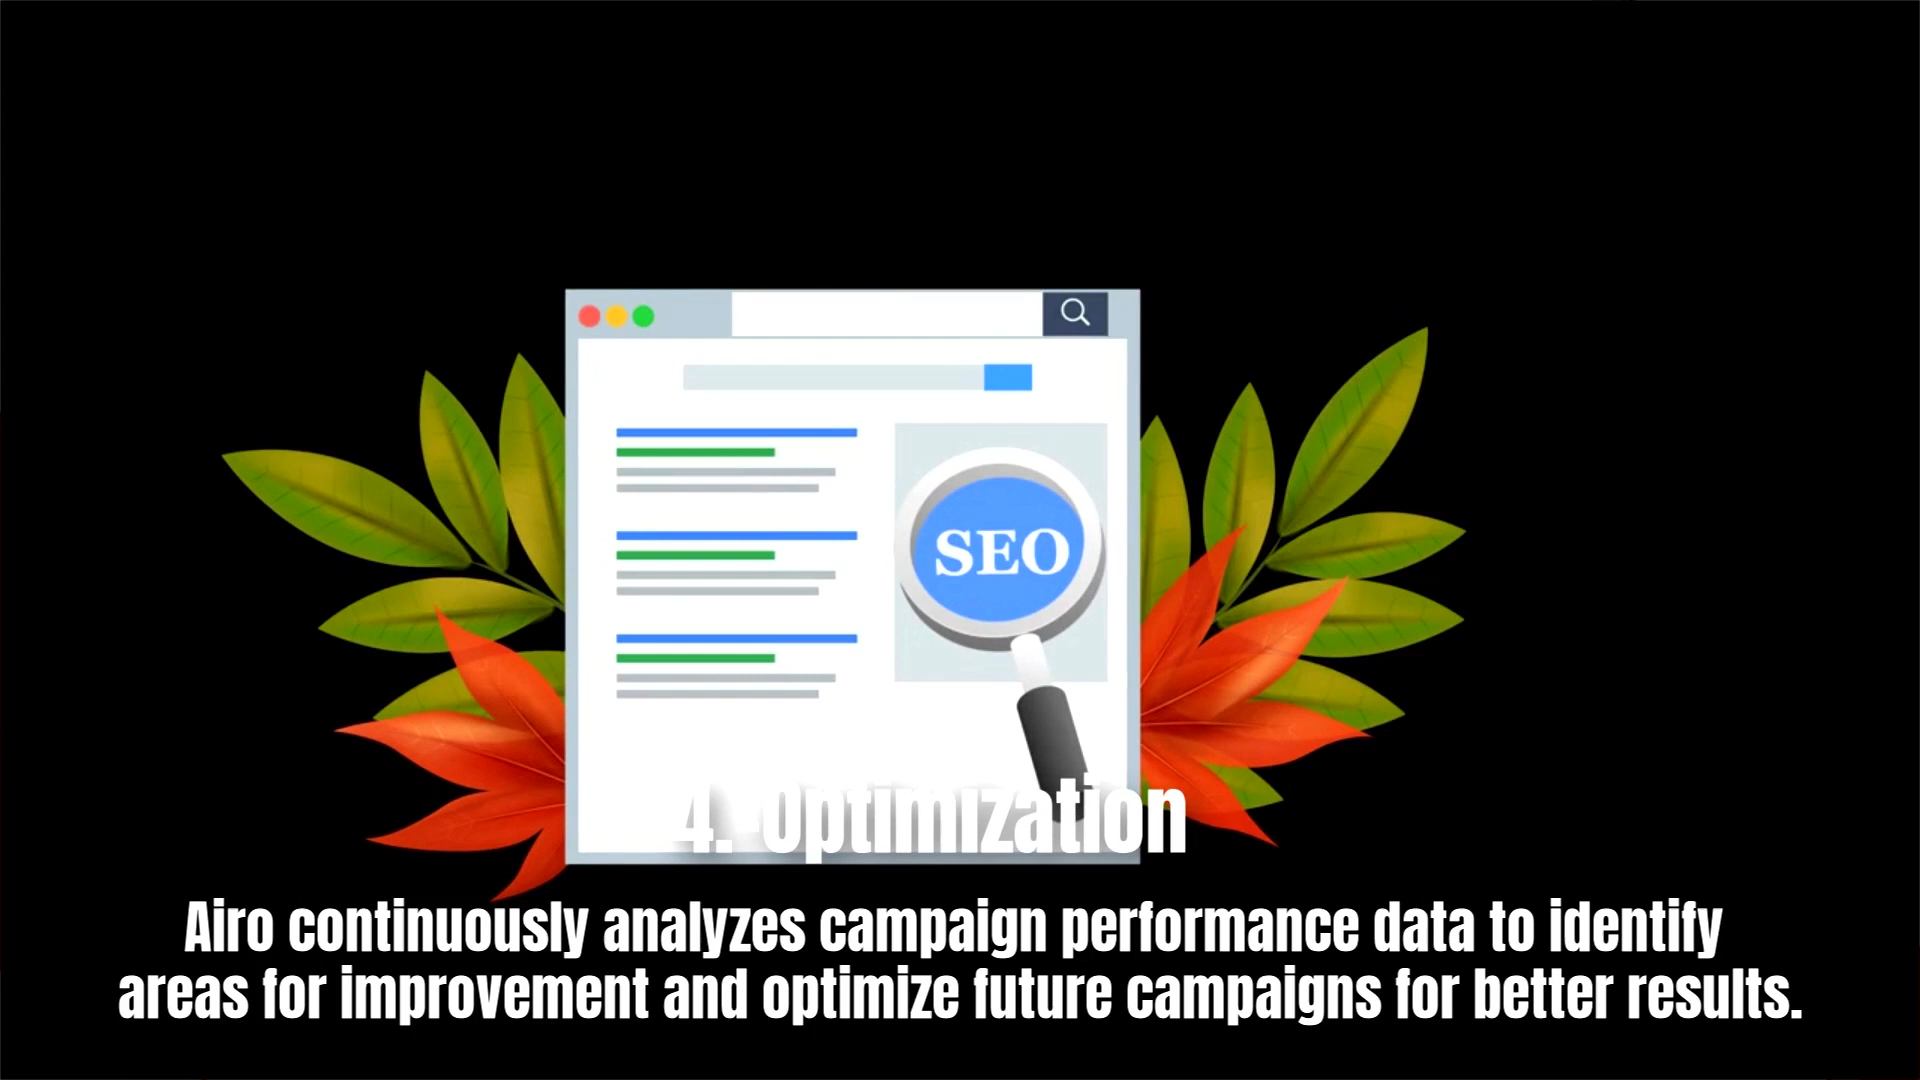 SEO
4. Optimization
Airo continuously analyzes campaign performance data to identify
areas for improvement and optimize future campaigns for better results.